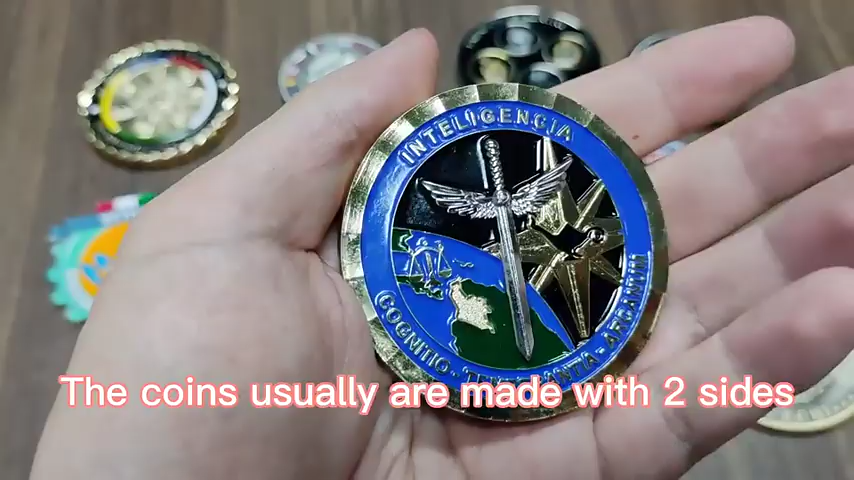 INTELIGENCIA
COGNITIO - - ARCANUM
The coins usually are made with 2 sides